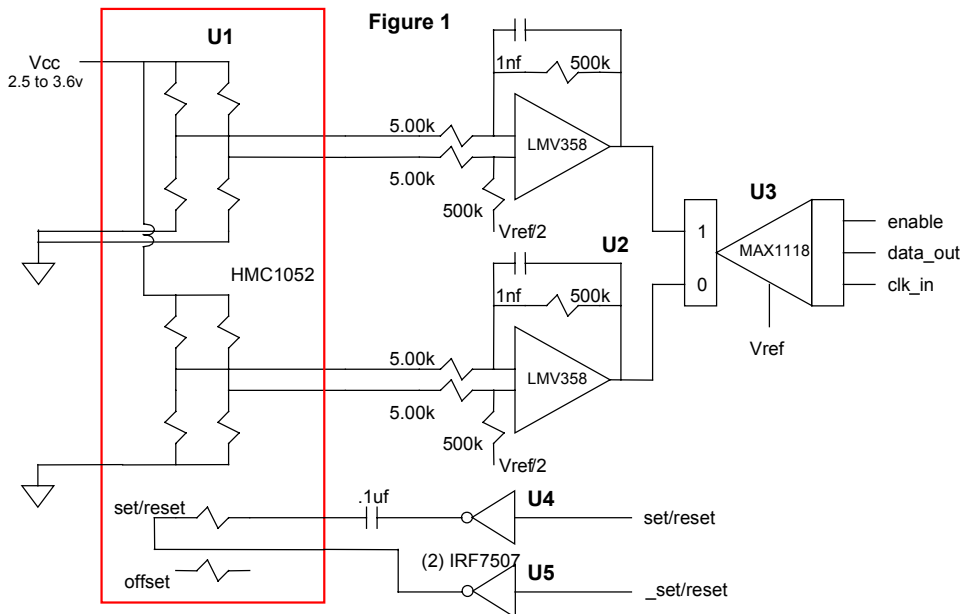 Figure 1
U1
Vcc
2.5 to 3.6v
1nf
500k
5.00k
LMV358
5.00k
500k
Vref/2
U3
1
0
MAX1118
enable
data_out
clk_in
Vref
HMC1052
U2
1nf
500k
5.00k
LMV358
5.00k
500k
Vref/2
set/reset
.1uf
U4
set/reset
(2) IRF7507
U5
_set/reset
offset